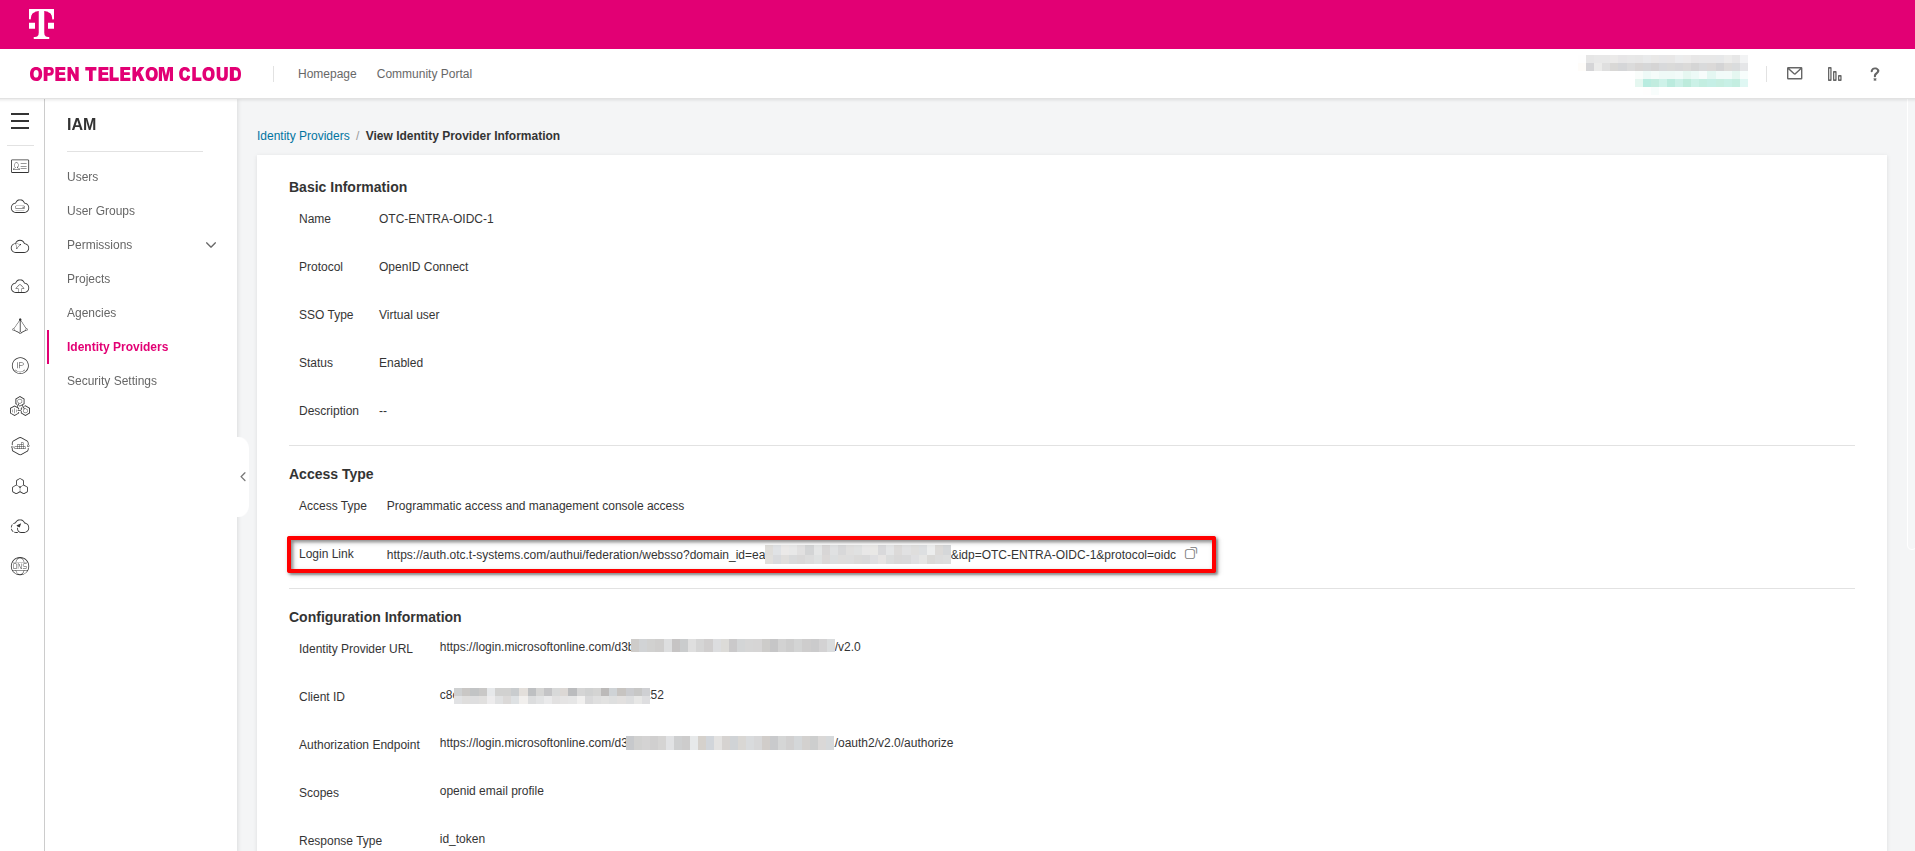 T
OPEN TELEKOM CLOUD
Homepage
Community Portal
?
IAM
Users
User Groups
Permissions
Projects
Agencies
Identity Providers
Security Settings
IP
DNS
Identity Providers / View Identity Provider Information
Basic Information
Name OTC-ENTRA-OIDC-1
Protocol OpenID Connect
SSO Type Virtual user
Status Enabled
Description --
Access Type
Access Type Programmatic access and management console access
Login Link https://auth.otc.t-systems.com/authui/federation/websso?domain_id=ea &idp=OTC-ENTRA-OIDC-1&protocol=oidc
Configuration Information
Identity Provider URL https://login.microsoftonline.com/d3b /v2.0
Client ID c8 52
Authorization Endpoint https://login.microsoftonline.com/d3 /oauth2/v2.0/authorize
Scopes openid email profile
Response Type id_token